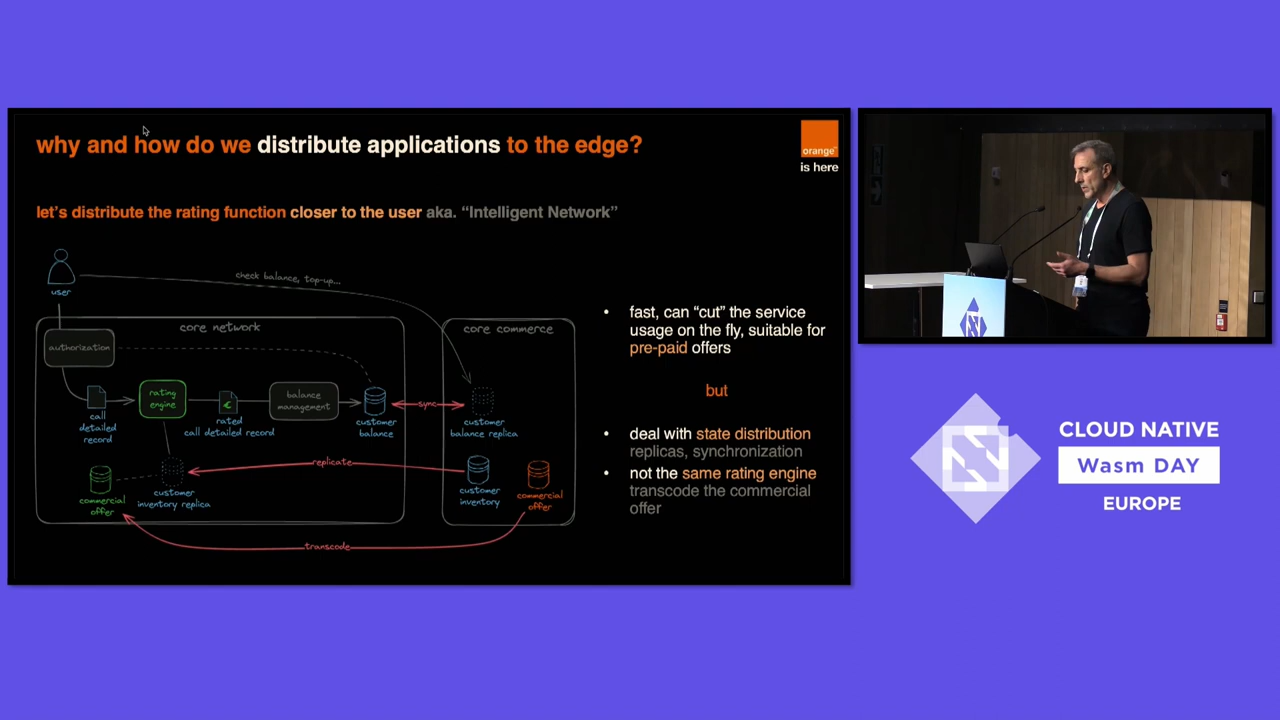 why and how do we distribute applications to the edge?
orange™
is here
let's distribute the rating function closer to the user aka. "Intelligent Network"
user
check balance, top-up...
core network
core commerce
authorization
rating
engine
balance
management
call
detailed
record
rated
call detailed record
customer
balance
sync
customer
balance replica
replicate
commercial
offer
customer
inventory replica
customer
inventory
commercial
offer
transcode
• fast, can "cut" the service
usage on the fly, suitable for
pre-paid offers
but
• deal with state distribution
replicas, synchronization
• not the same rating engine
transcode the commercial
offer
CLOUD NATIVE
Wasm DAY
EUROPE